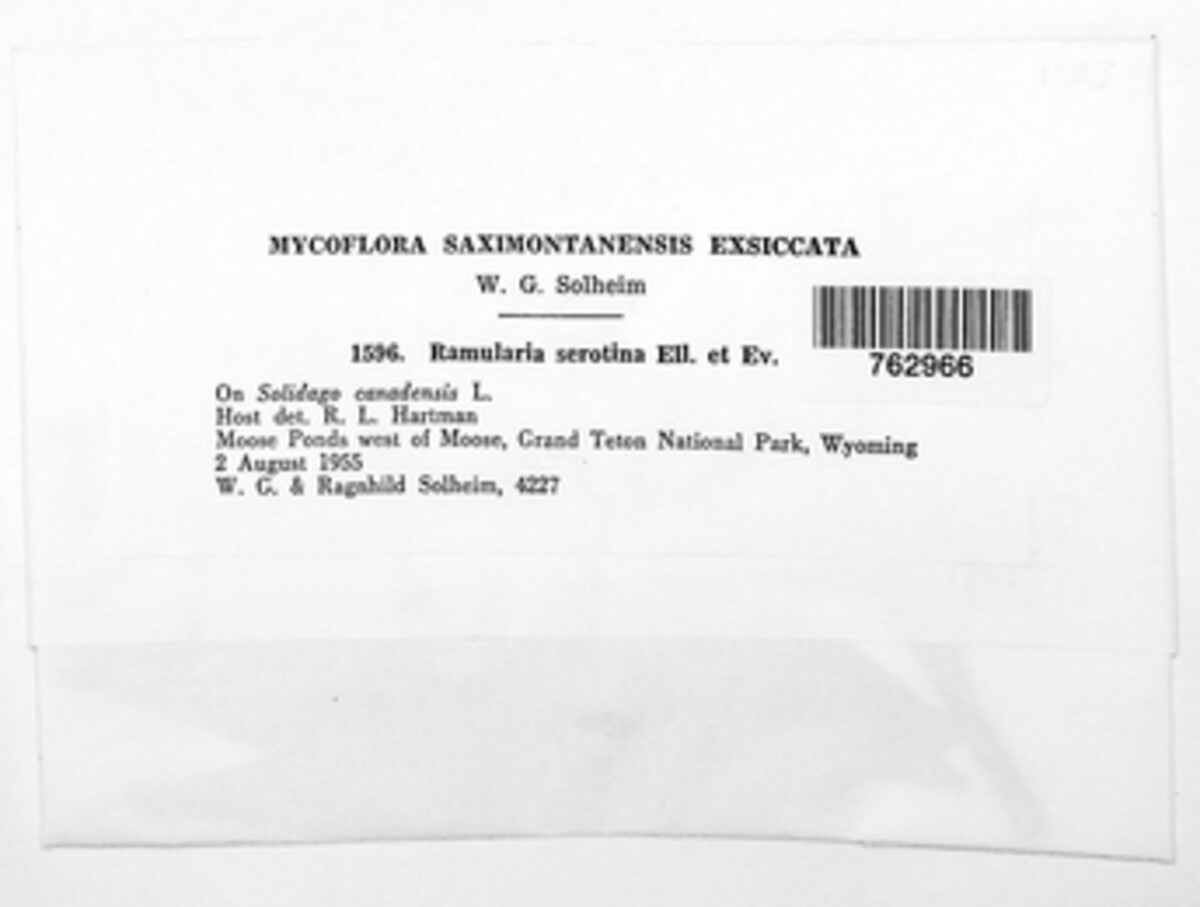 MYCOFLORA SAXIMONTANENSIS EXSICCATA
W. G. Solheim
1596. Ramularia serotina Ell. et Ev.
762966
On Solidago canadensis L.
Host det. R. L. Hartman
Moose Ponds west of Moose, Grand Teton National Park, Wyoming
2 August 1955
W. G. & Ragnhild Solheim, 4227